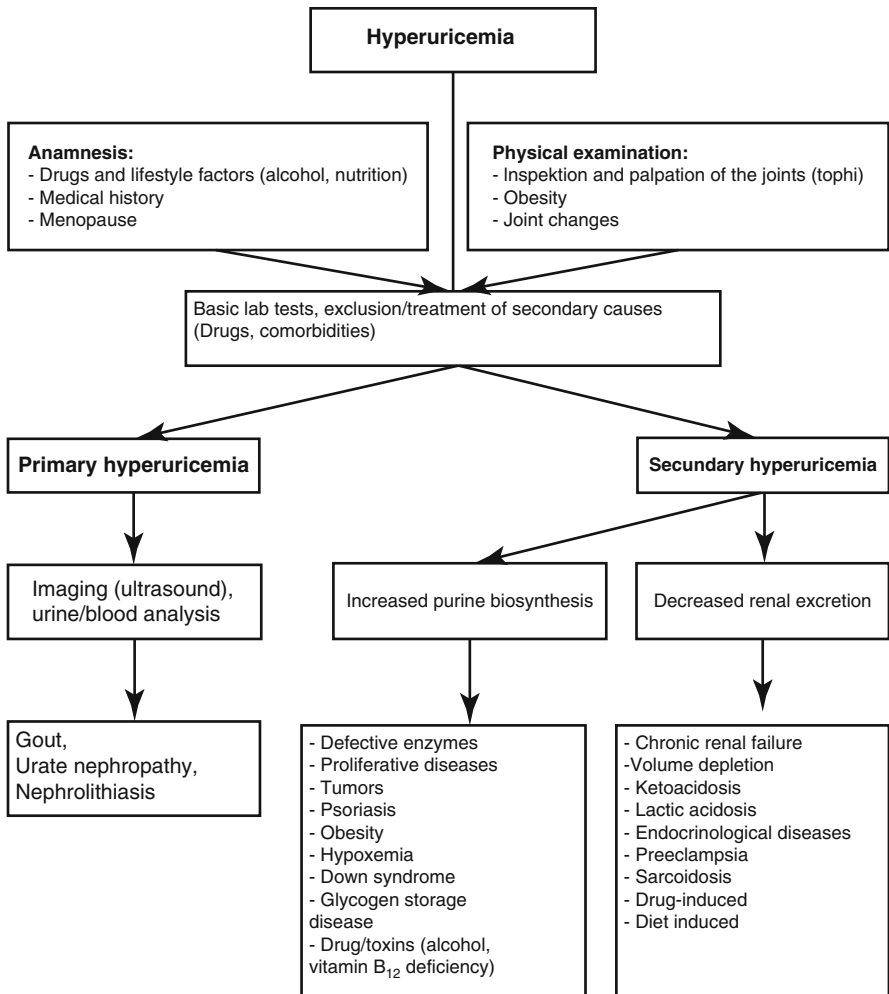 Hyperuricemia
Anamnesis:
- Drugs and lifestyle factors (alcohol, nutrition)
- Medical history
- Menopause
Physical examination:
- Inspektion and palpation of the joints (tophi)
- Obesity
- Joint changes
Basic lab tests, exclusion/treatment of secondary causes
(Drugs, comorbidities)
Primary hyperuricemia
Secundary hyperuricemia
Imaging (ultrasound),
urine/blood analysis
Increased purine biosynthesis
Decreased renal excretion
Gout,
Urate nephropathy,
Nephrolithiasis
- Defective enzymes
- Proliferative diseases
- Tumors
- Psoriasis
- Obesity
- Hypoxemia
- Down syndrome
- Glycogen storage
disease
- Drug/toxins (alcohol,
vitamin B₁₂ deficiency)
- Chronic renal failure
-Volume depletion
- Ketoacidosis
- Lactic acidosis
- Endocrinological diseases
- Preeclampsia
- Sarcoidosis
- Drug-induced
- Diet induced